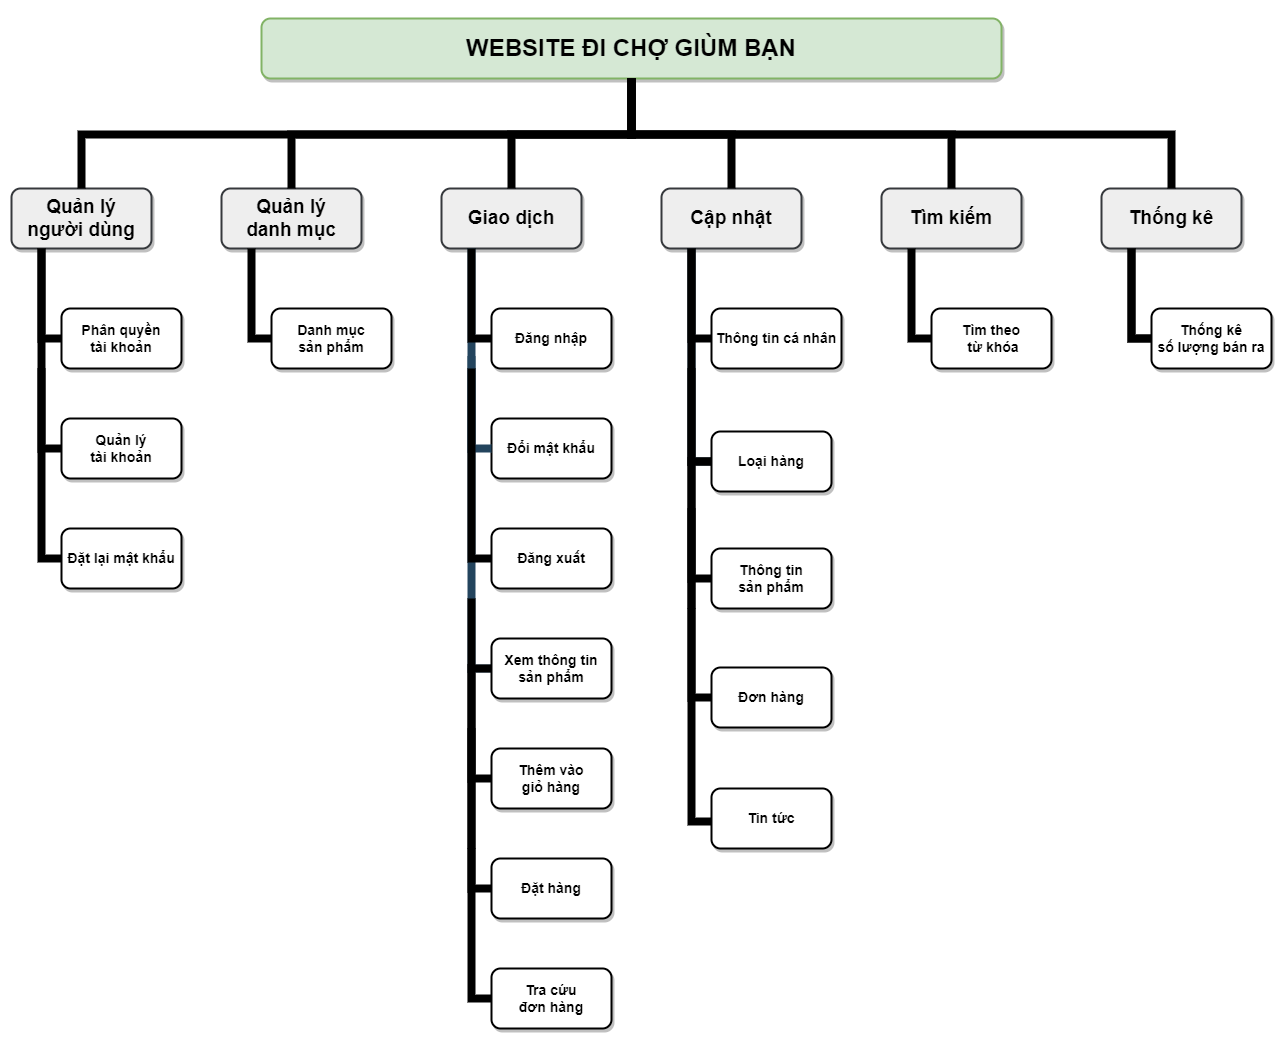 WEBSITE ĐI CHỢ GIÙM BẠN
Quản lý
người dùng
Phân quyền
tài khoản
Quản lý
tài khoản
Đặt lại mật khẩu
Quản lý
danh mục
Danh mục
sản phẩm
Giao dịch
Đăng nhập
Đổi mật khẩu
Đăng xuất
Xem thông tin
sản phẩm
Thêm vào
giỏ hàng
Đặt hàng
Tra cứu
đơn hàng
Cập nhật
Thông tin cá nhân
Loại hàng
Thông tin
sản phẩm
Đơn hàng
Tin tức
Tìm kiếm
Tìm theo
từ khóa
Thống kê
Thống kê
số lượng bán ra